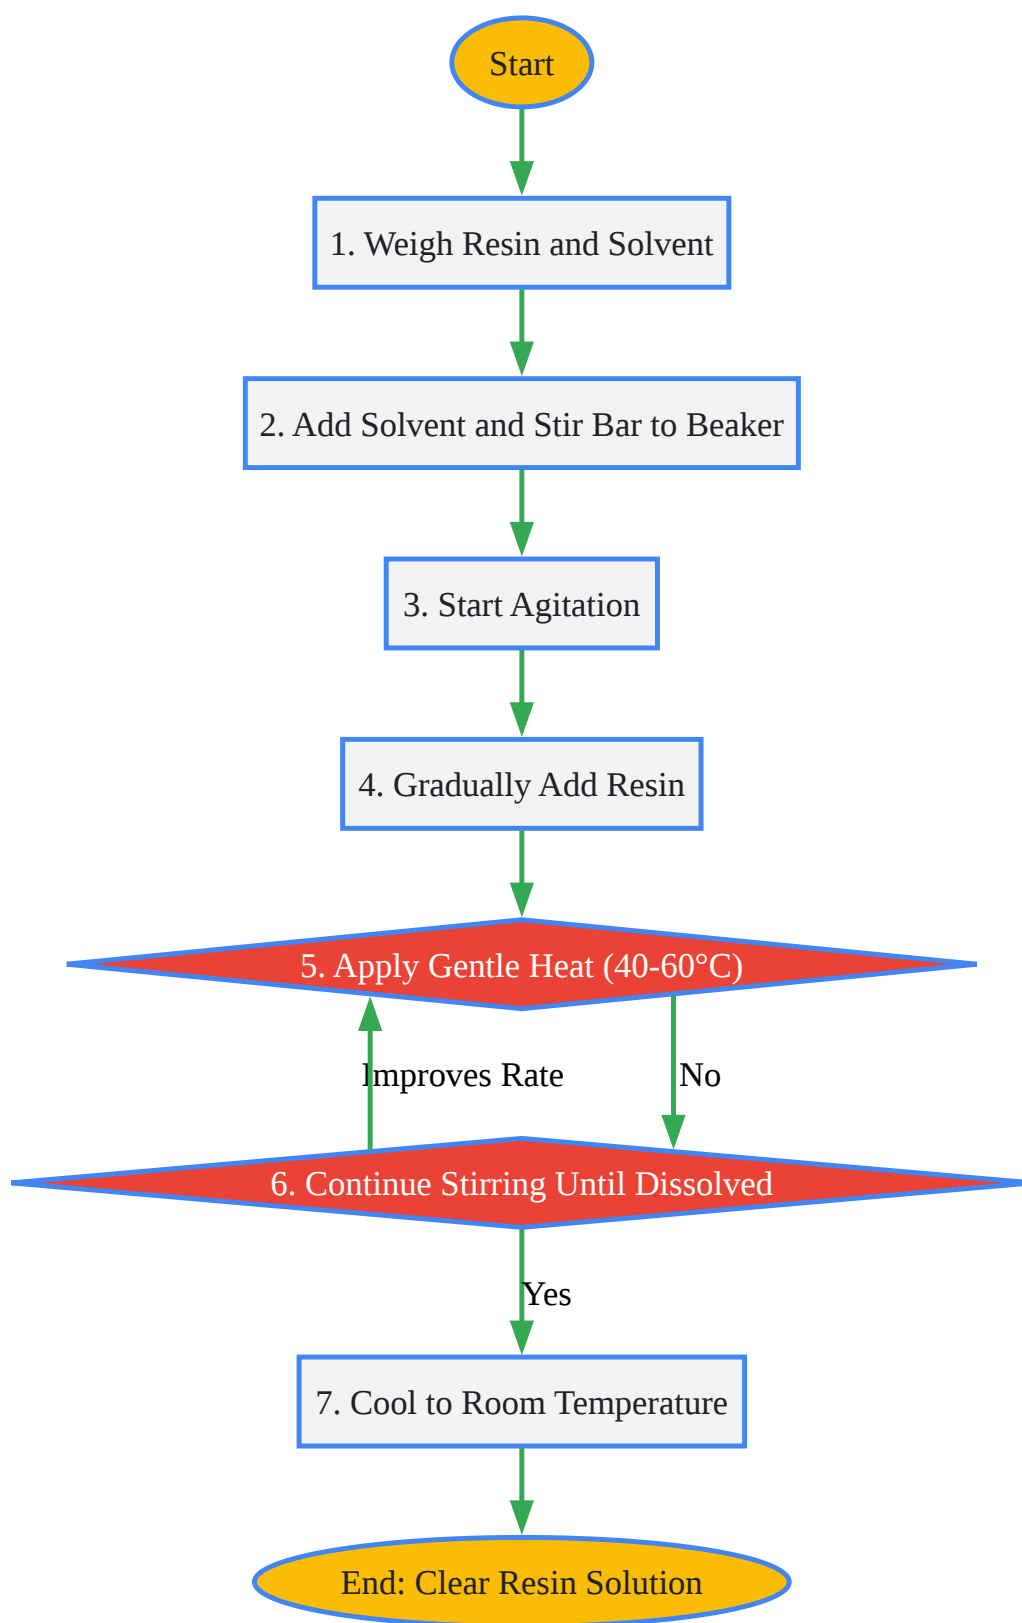 Start
1. Weigh Resin and Solvent
2. Add Solvent and Stir Bar to Beaker
3. Start Agitation
4. Gradually Add Resin
5. Apply Gentle Heat (40-60°C)
Improves Rate
No
6. Continue Stirring Until Dissolved
Yes
7. Cool to Room Temperature
End: Clear Resin Solution